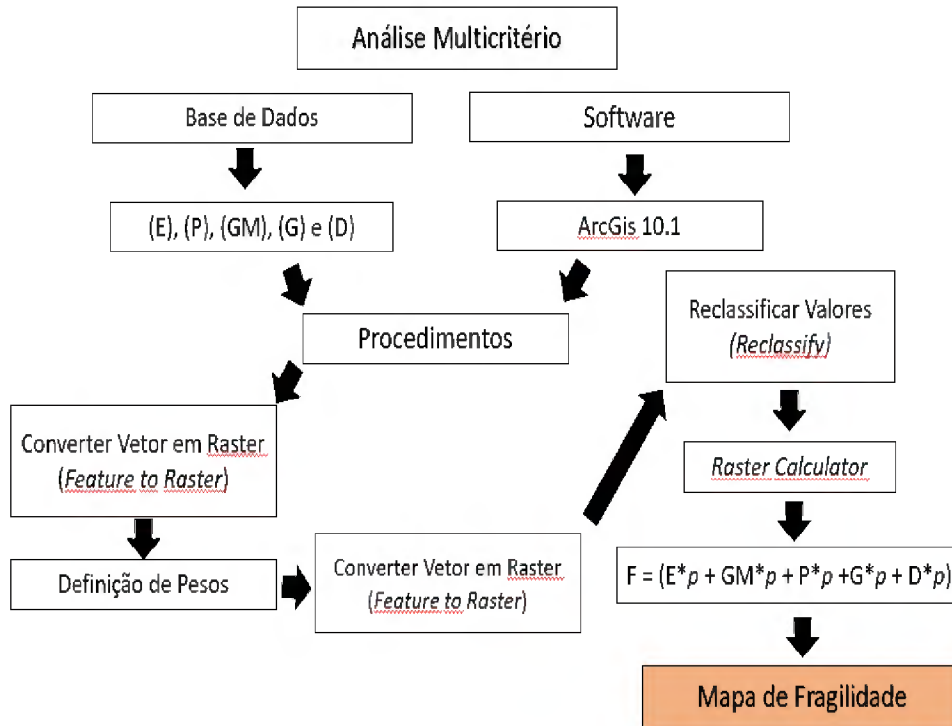 Análise Multicritério
Base de Dados
Software
(E), (P), (GM), (G) e (D)
ArcGis 10.1
Procedimentos
Converter Vetor em Raster
(Feature to Raster)
Definição de Pesos
Converter Vetor em Raster
(Feature to Raster)
Reclassificar Valores
(Reclassify)
Raster Calculator
F = (E*p + GM*p + P*p +G*p + D*p)
Mapa de Fragilidade